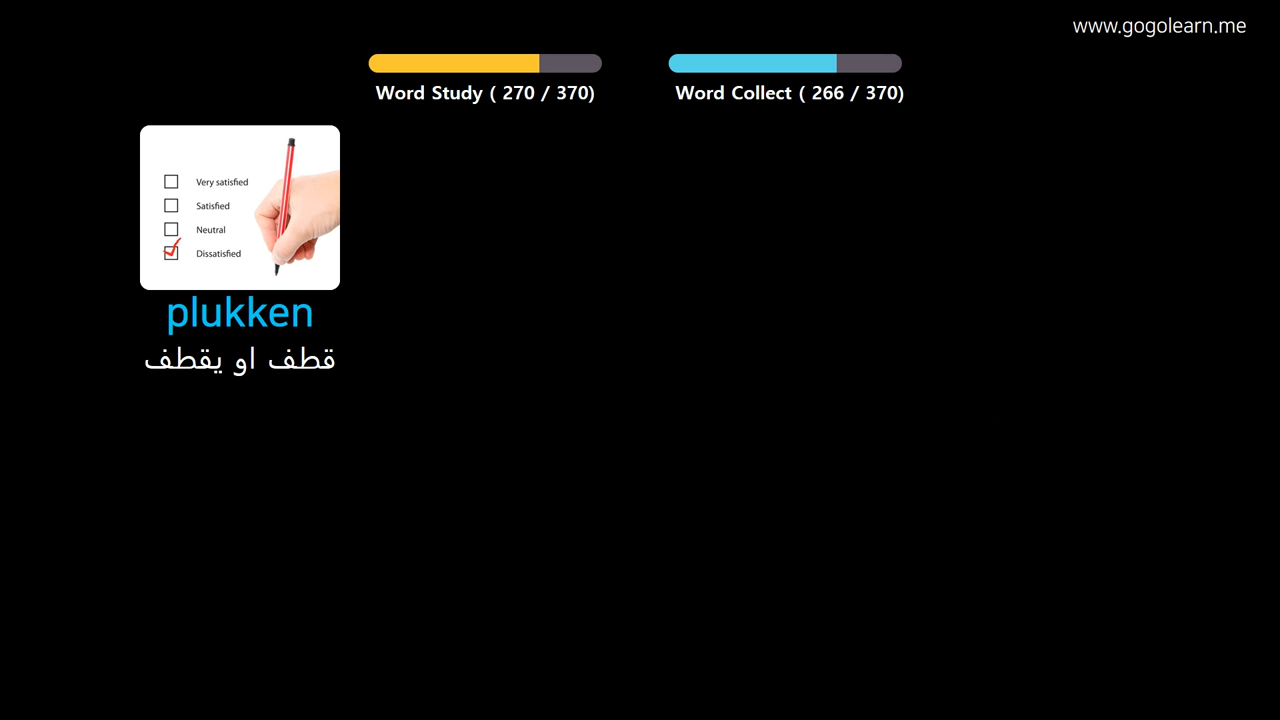 www.gogolearn.me
Word Study ( 270 / 370)
Word Collect ( 266 / 370)
Very satisfied
Satisfied
Neutral
Dissatisfied
plukken
قطف او يقطف